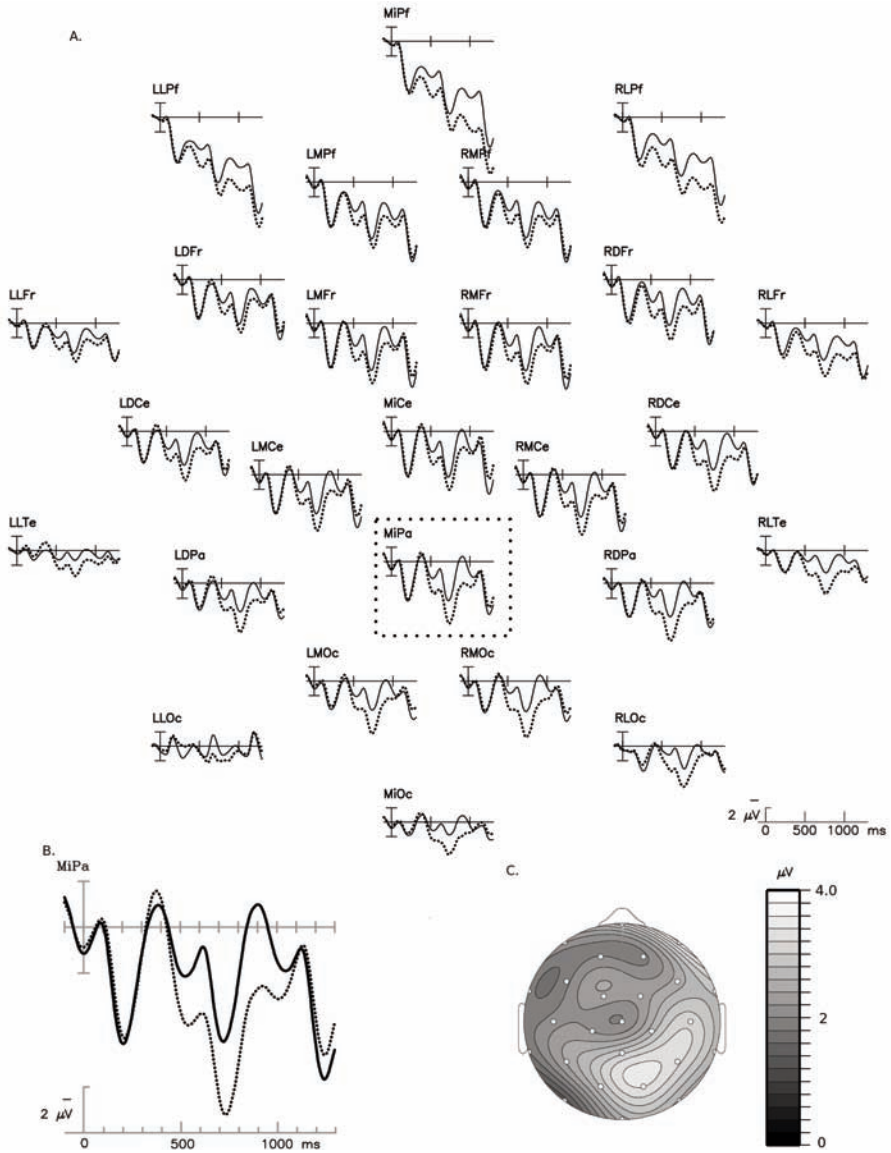 A.
MiPf
LLPf
RLPf
LMPf
RMPf
LDFr
RDFr
LLFr
LMFr
RMFr
RLFr
LDCe
MiCe
RDCe
LMCe
RMCe
LLTe
MiPa
RLTe
LDPa
RDPa
LMOc
RMOc
LLOc
RLOc
MiOc
2 μV
0 500 1000 ms
B.
MiPa
2 μV
0 500 1000 ms
C.
μV
4.0
2
0